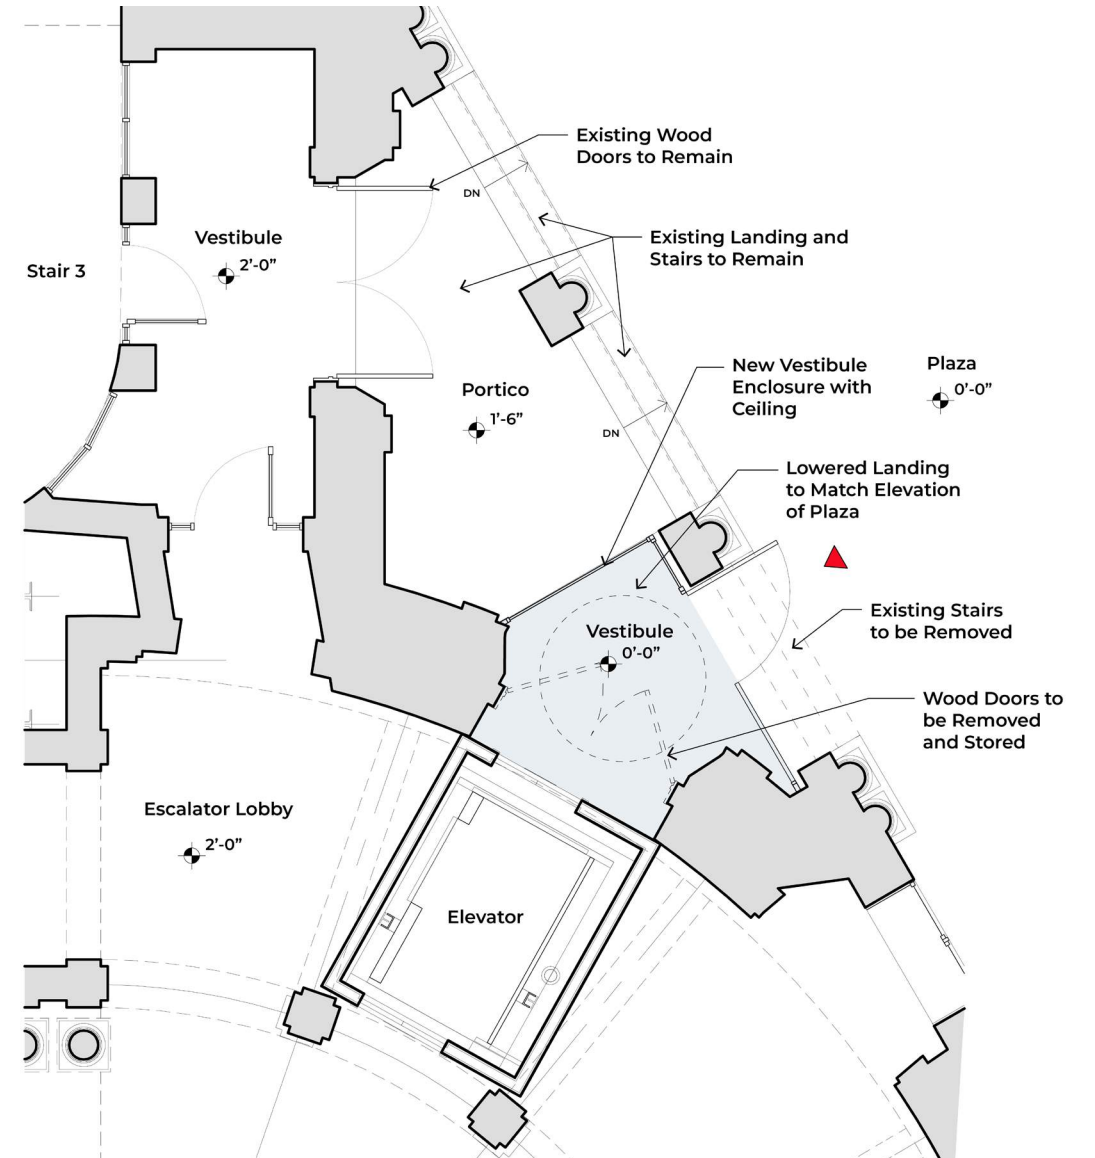 Existing Wood
Doors to Remain
DN
Vestibule
2’-0”
Existing Landing and
Stairs to Remain
Stair 3
New Vestibule
Enclosure with
Ceiling
Plaza
0’-0”
Portico
1’-6”
DN
Lowered Landing
to Match Elevation
of Plaza
Existing Stairs
to be Removed
Vestibule
0’-0”
Wood Doors to
be Removed
and Stored
Escalator Lobby
2’-0”
Elevator